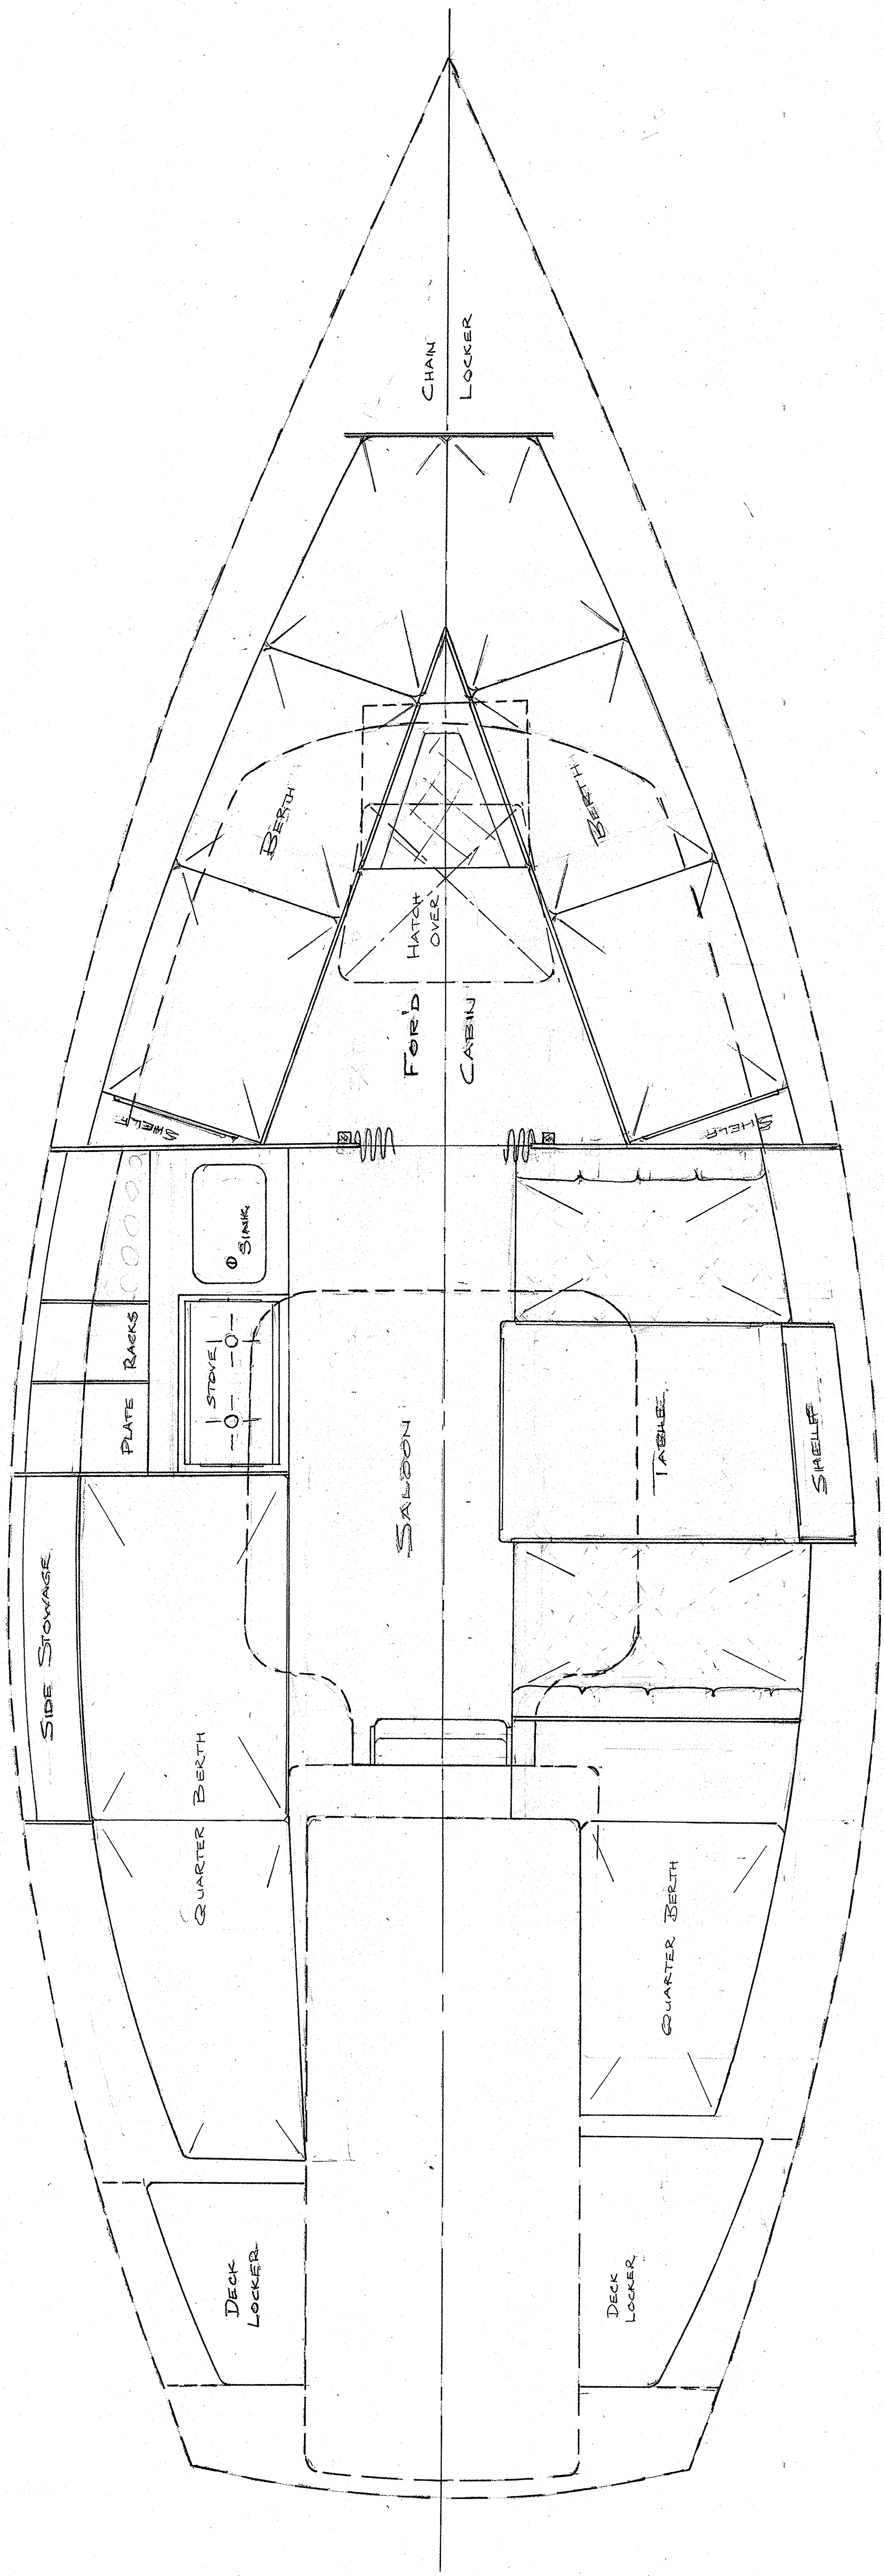 CHAIN
LOCKER
BERTH
BERTH
HATCH
OVER
FOR'D
CABIN
SHELF
SHELF
SINK
STOVE
PLATE RACKS
SALOON
TABLE
SHELF
SIDE STOWAGE
QUARTER BERTH
QUARTER BERTH
DECK
LOCKER
DECK
LOCKER